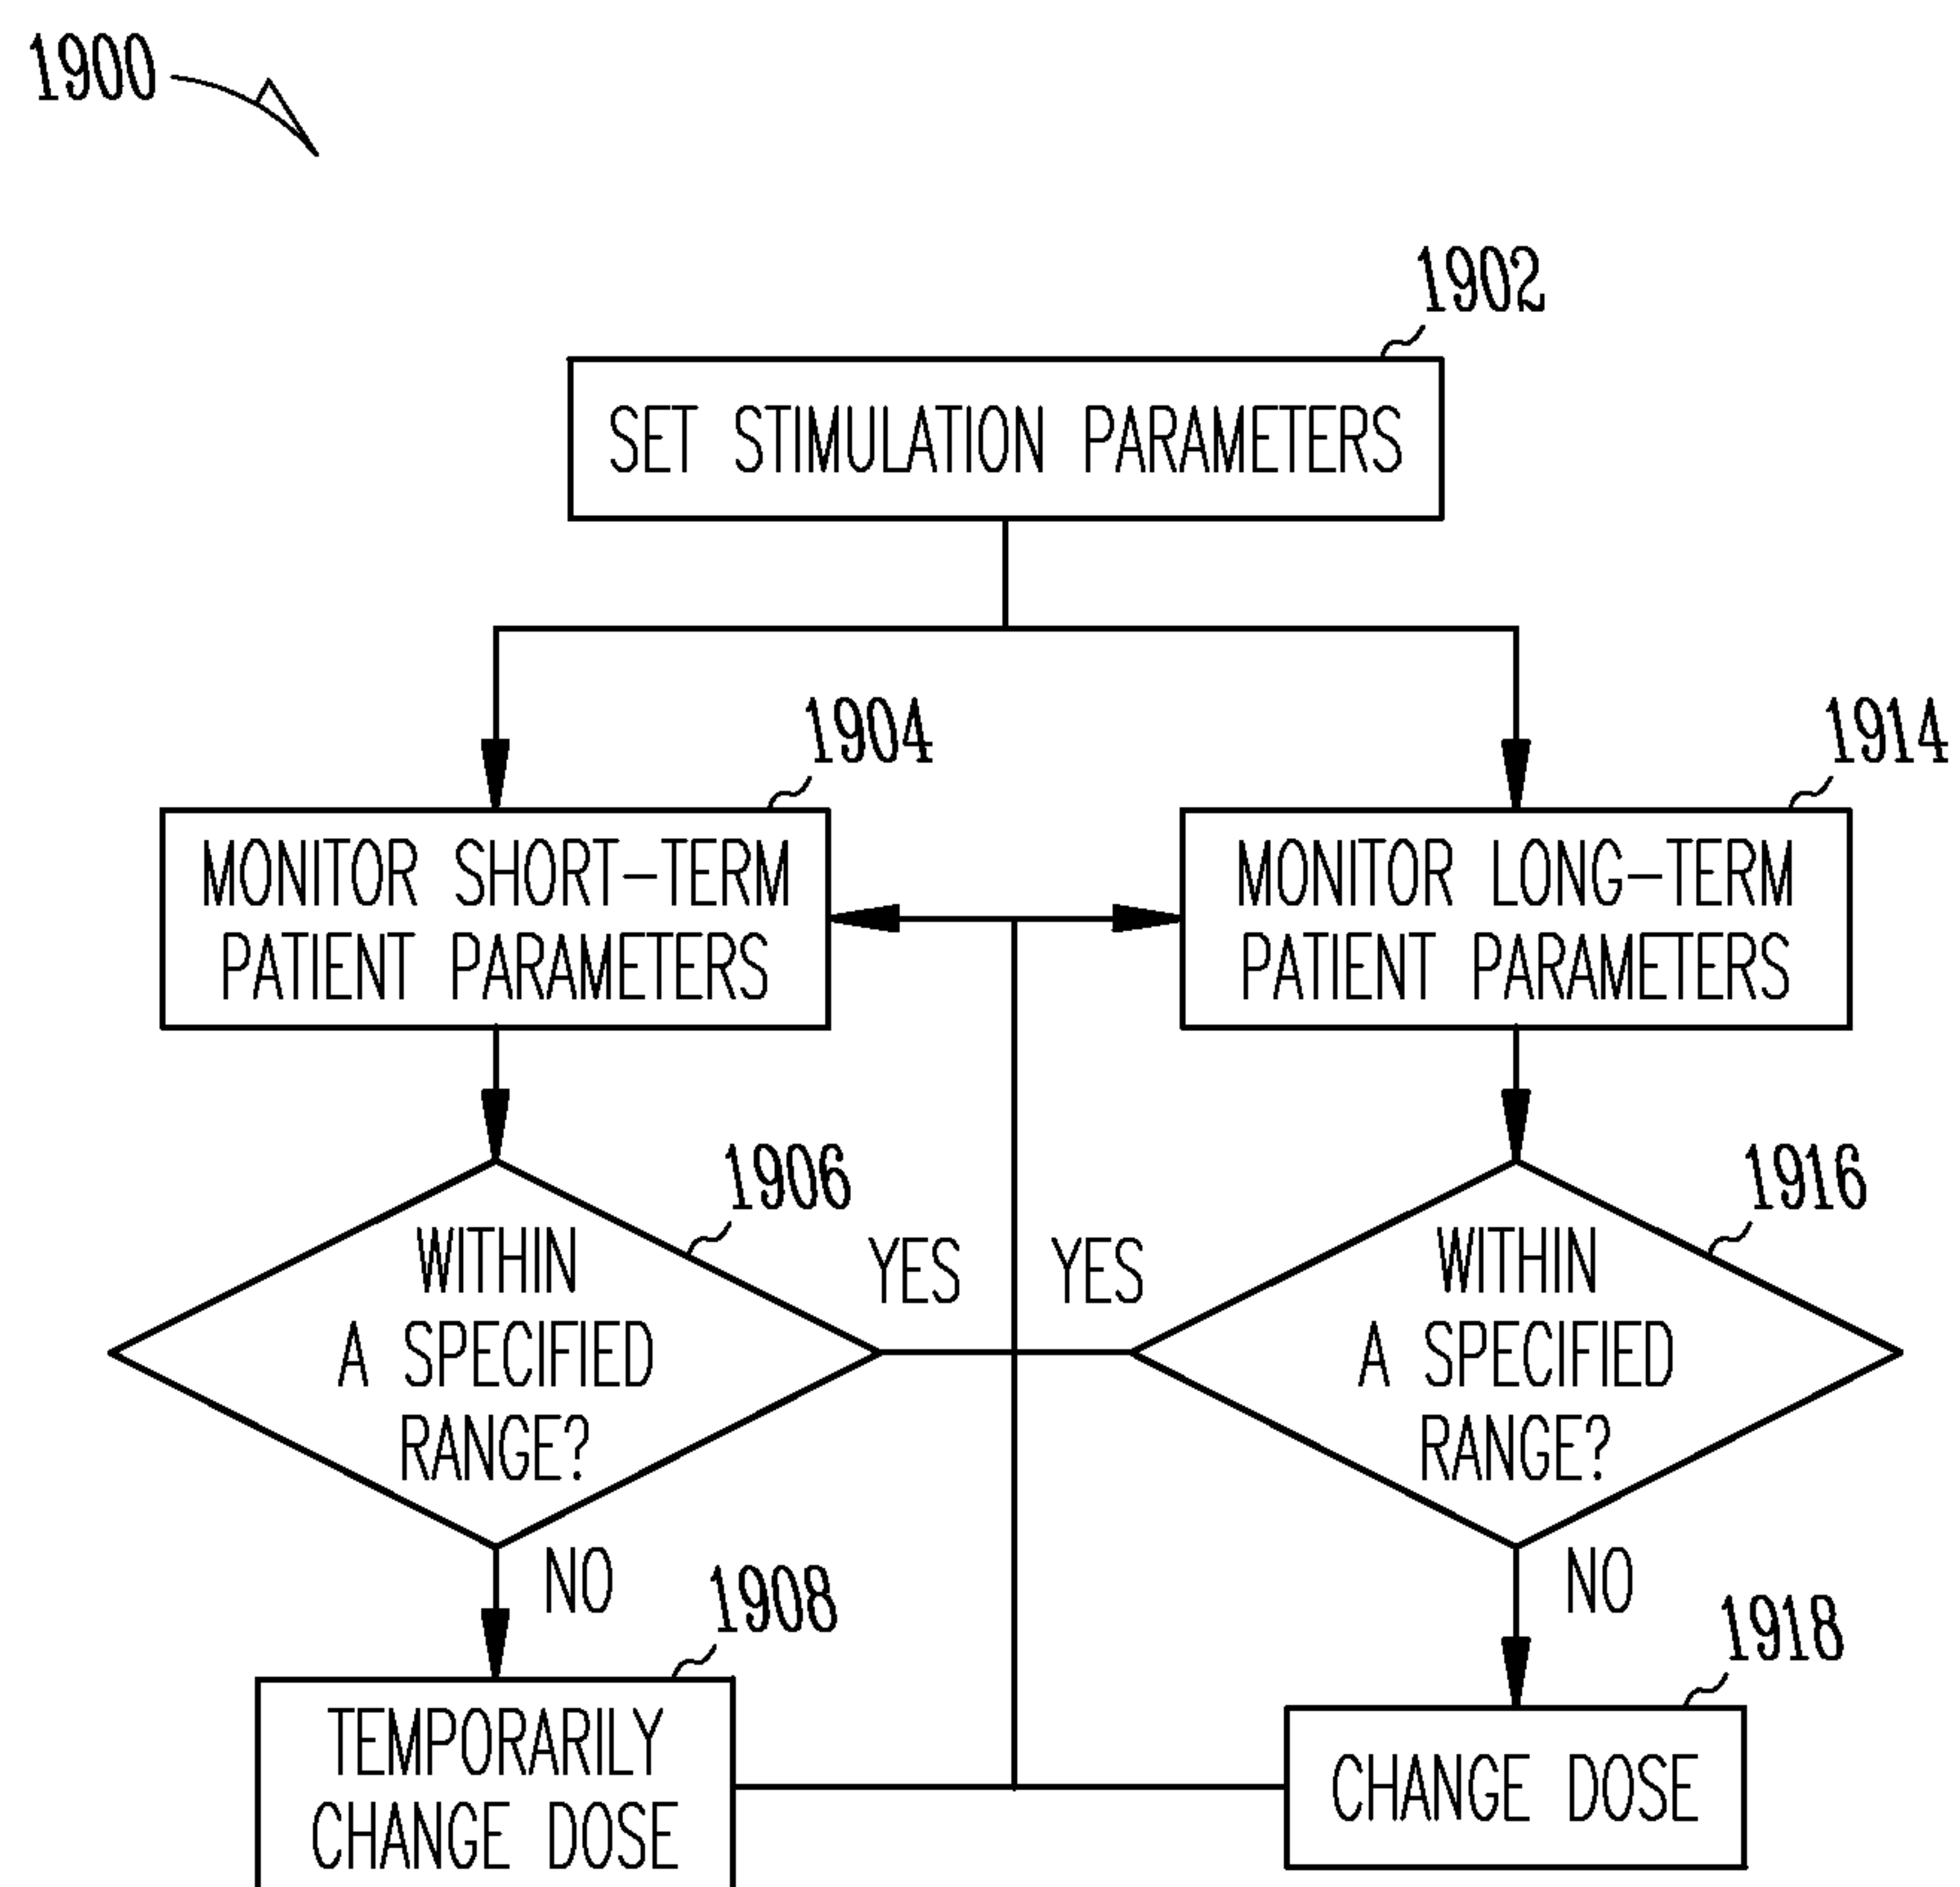 1900
1902
SET STIMULATION PARAMETERS
1904
MONITOR SHORT-TERM
PATIENT PARAMETERS
1914
MONITOR LONG-TERM
PATIENT PARAMETERS
1906
WITHIN
A SPECIFIED
RANGE?
YES
YES
1916
WITHIN
A SPECIFIED
RANGE?
NO
NO
1908
TEMPORARILY
CHANGE DOSE
1918
CHANGE DOSE